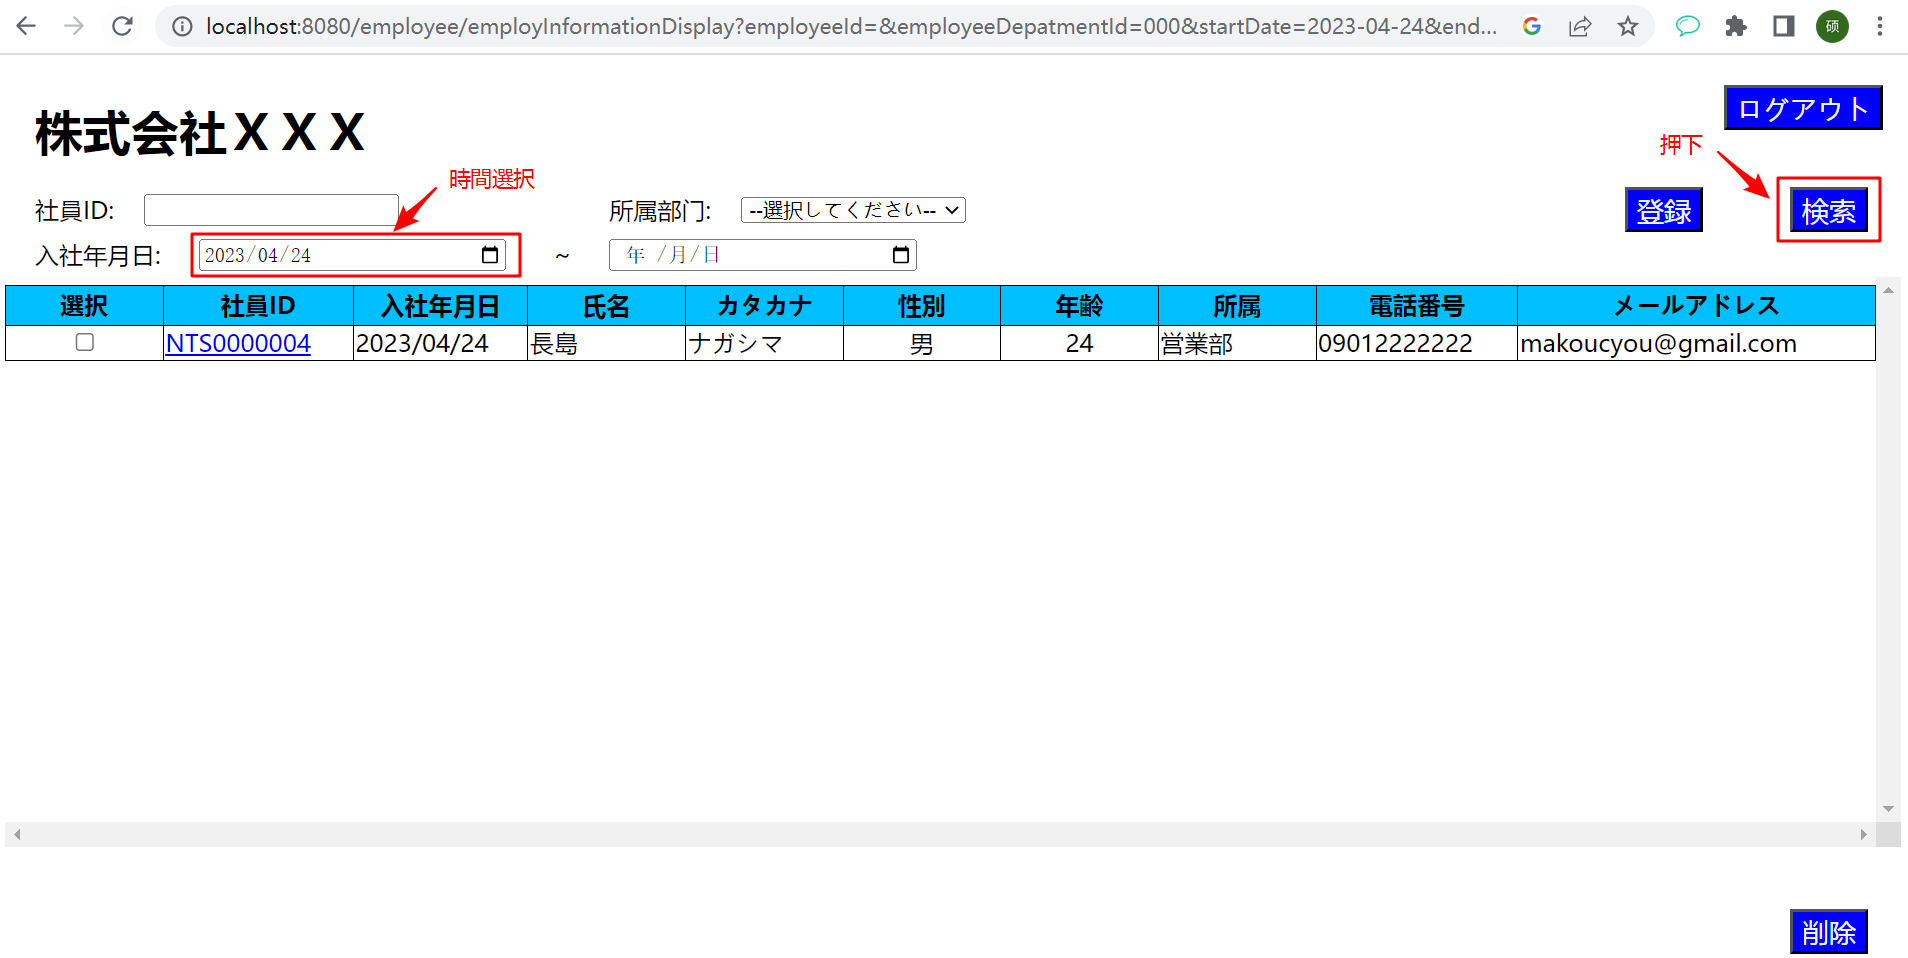 localhost:8080/employee/employInformationDisplay?employeeId=&employeeDepatmentId=000&startDate=2023-04-24&end...
硕
ログアウト
株式会社ＸＸＸ
押下
時間選択
社員ID:
所属部门:
--選択してください--
登録
検索
入社年月日:
2023/04/24
~
年 /月/日
選択 社員ID 入社年月日 氏名 カタカナ 性別 年齢 所属 電話番号 メールアドレス
NTS0000004 2023/04/24 長島 ナガシマ 男 24 営業部 09012222222 makoucyou@gmail.com
削除